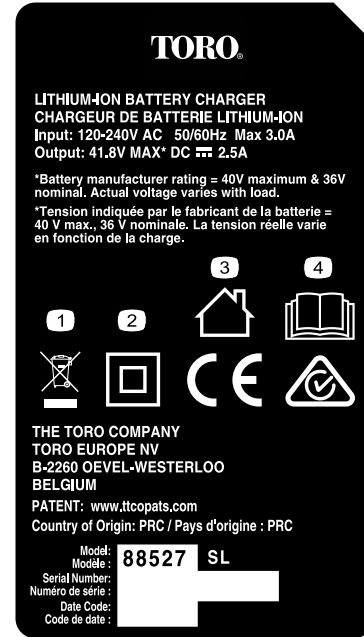 TORO®
LITHIUM-ION BATTERY CHARGER
CHARGEUR DE BATTERIE LITHIUM-ION
Input: 120-240V AC 50/60Hz Max 3.0A
Output: 41.8V MAX* DC 2.5A
*Battery manufacturer rating = 40V maximum & 36V
nominal. Actual voltage varies with load.
*Tension indiquée par le fabricant de la batterie =
40 V max., 36 V nominale. La tension réelle varie
en fonction de la charge.
3 4
1 2
CE
THE TORO COMPANY
TORO EUROPE NV
B-2260 OEVEL-WESTERLOO
BELGIUM
PATENT: www.ttcopats.com
Country of Origin: PRC / Pays d'origine : PRC
Model:
Modèle : 88527 SL
Serial Number:
Numéro de série :
Date Code:
Code de date :